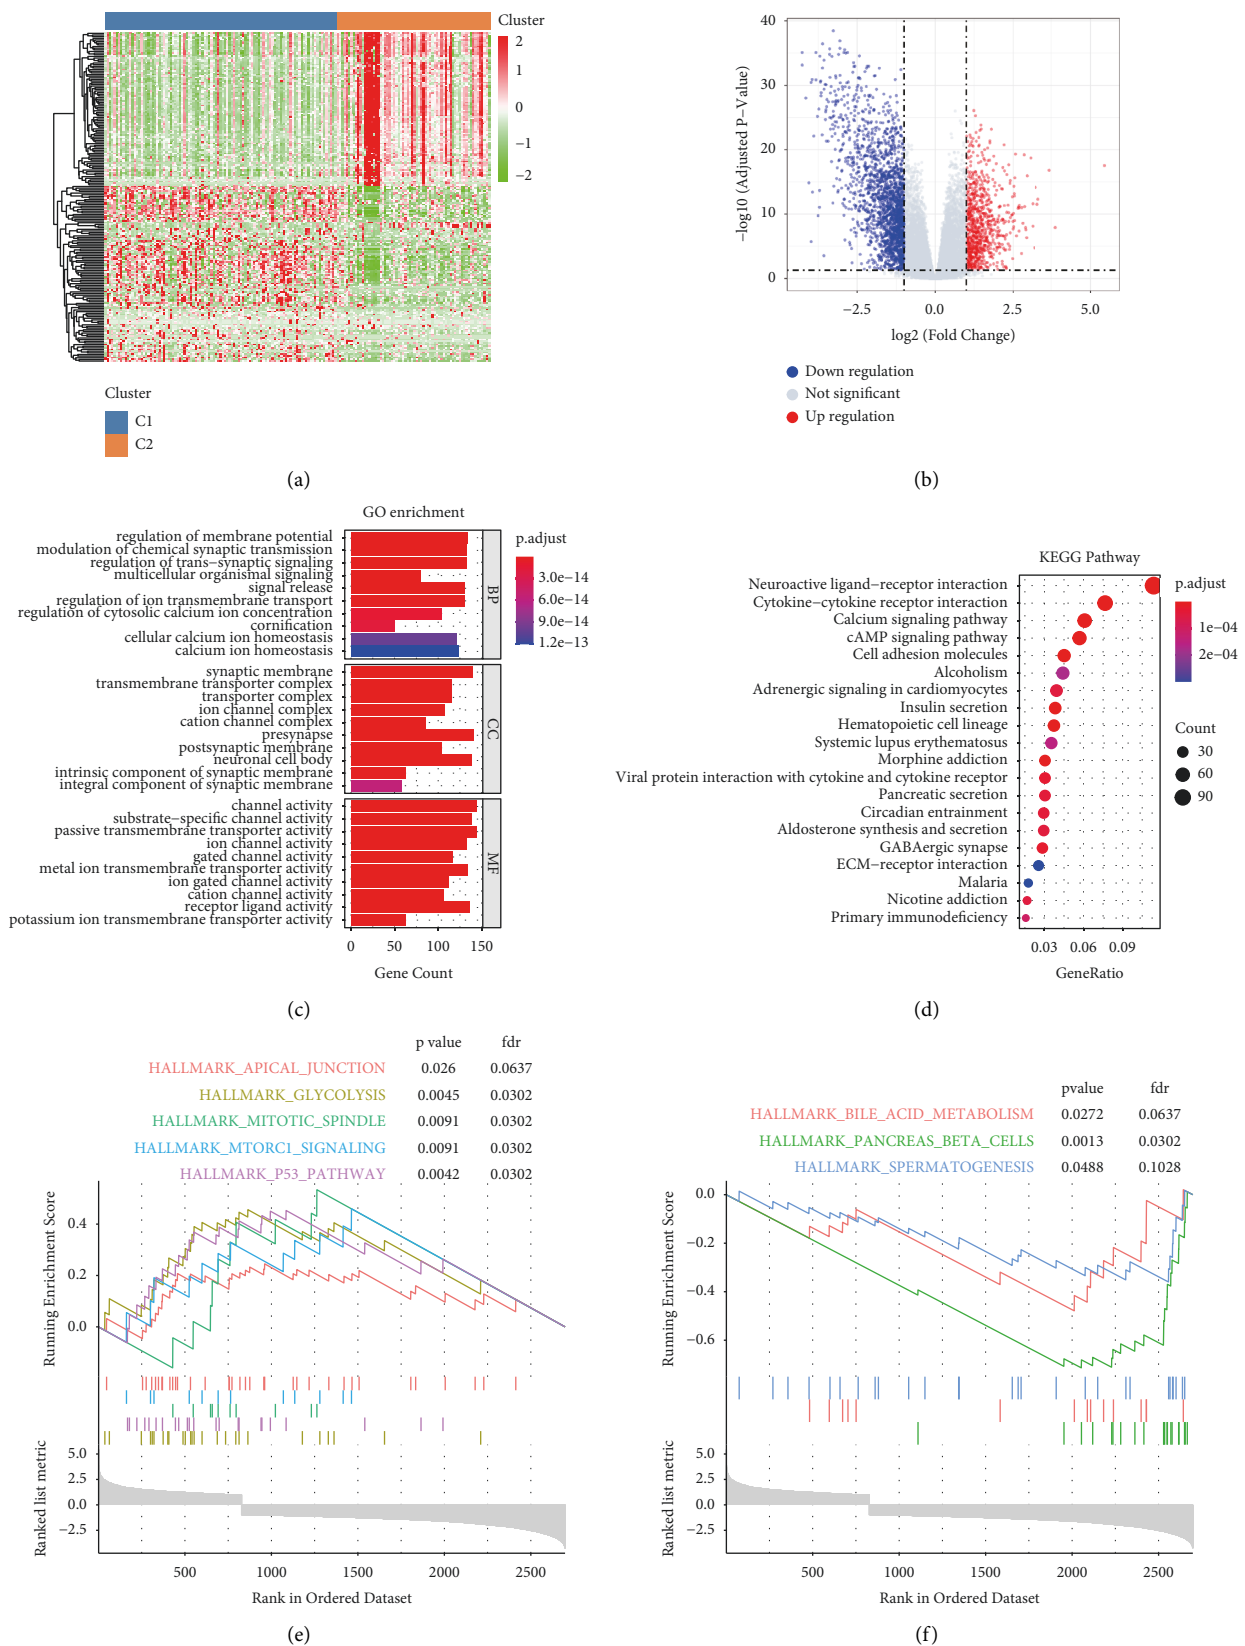 Cluster
2
1
0
−1
−2
Cluster
C1
C2
(a)
−log10 (Adjusted P−Value)
40
30
20
10
0
−2.5
0.0
2.5
5.0
log2 (Fold Change)
Down regulation
Not significant
Up regulation
(b)
GO enrichment
regulation of membrane potential
modulation of chemical synaptic transmission
regulation of trans−synaptic signaling
multicellular organismal signaling
signal release
regulation of ion transmembrane transport
regulation of cytosolic calcium ion concentration
cornification
cellular calcium ion homeostasis
calcium ion homeostasis
BP
synaptic membrane
transmembrane transporter complex
transporter complex
ion channel complex
cation channel complex
presynapse
postsynaptic membrane
neuronal cell body
intrinsic component of synaptic membrane
integral component of synaptic membrane
CC
channel activity
substrate−specific channel activity
passive transmembrane transporter activity
ion channel activity
gated channel activity
metal ion transmembrane transporter activity
ion gated channel activity
cation channel activity
receptor ligand activity
potassium ion transmembrane transporter activity
MF
0
50
100
150
Gene Count
p.adjust
3.0e−14
6.0e−14
9.0e−14
1.2e−13
(c)
KEGG Pathway
Neuroactive ligand−receptor interaction
Cytokine−cytokine receptor interaction
Calcium signaling pathway
cAMP signaling pathway
Cell adhesion molecules
Alcoholism
Adrenergic signaling in cardiomyocytes
Insulin secretion
Hematopoietic cell lineage
Systemic lupus erythematosus
Morphine addiction
Viral protein interaction with cytokine and cytokine receptor
Pancreatic secretion
Circadian entrainment
Aldosterone synthesis and secretion
GABAergic synapse
ECM−receptor interaction
Malaria
Nicotine addiction
Primary immunodeficiency
0.03 0.06 0.09
GeneRatio
p.adjust
1e−04
2e−04
Count
30
60
90
(d)
p value fdr
HALLMARK_APICAL_JUNCTION 0.026 0.0637
HALLMARK_GLYCOLYSIS 0.0045 0.0302
HALLMARK_MITOTIC_SPINDLE 0.0091 0.0302
HALLMARK_MTORC1_SIGNALING 0.0091 0.0302
HALLMARK_P53_PATHWAY 0.0042 0.0302
Running Enrichment Score
0.4
0.2
0.0
Ranked list metric
5.0
2.5
0.0
−2.5
500 1000 1500 2000 2500
Rank in Ordered Dataset
(e)
pvalue fdr
HALLMARK_BILE_ACID_METABOLISM 0.0272 0.0637
HALLMARK_PANCREAS_BETA_CELLS 0.0013 0.0302
HALLMARK_SPERMATOGENESIS 0.0488 0.1028
Running Enrichment Score
0.0
−0.2
−0.4
−0.6
Ranked list metric
5.0
2.5
0.0
−2.5
500 1000 1500 2000 2500
Rank in Ordered Dataset
(f)